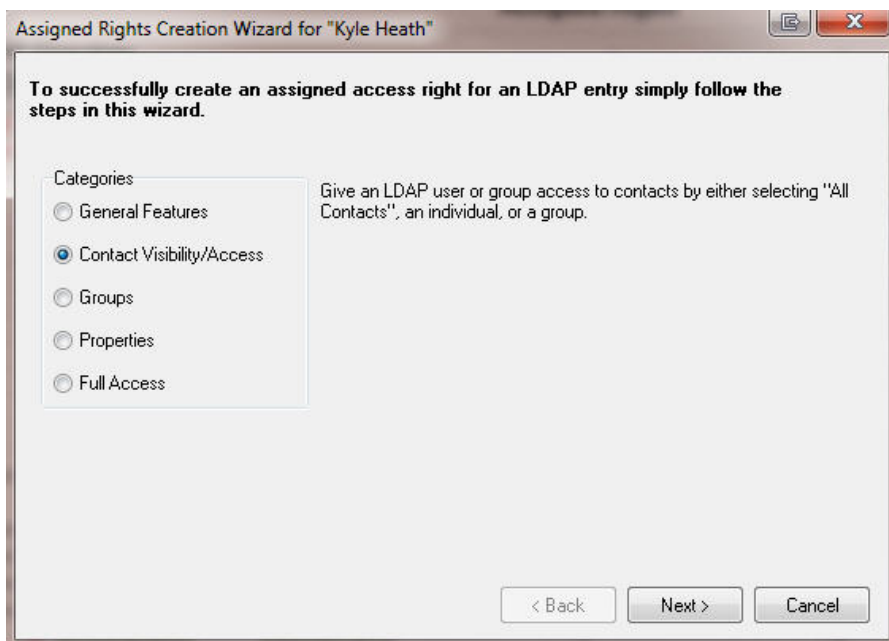 Assigned Rights Creation Wizard for "Kyle Heath"
To successfully create an assigned access right for an LDAP entry simply follow the
steps in this wizard.
Categories
General Features
Contact Visibility/Access
Groups
Properties
Full Access
Give an LDAP user or group access to contacts by either selecting "All
Contacts", an individual, or a group.
< Back
Next >
Cancel